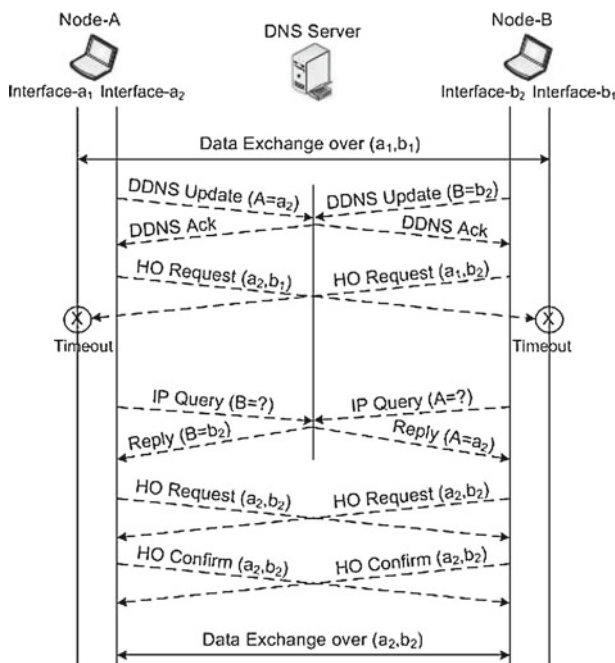 Node-A DNS Server Node-B
Interface-a₁ Interface-a₂ Interface-b₂ Interface-b₁
Data Exchange over (a₁,b₁)
DDNS Update (A=a₂) DDNS Update (B=b₂)
DDNS Ack DDNS Ack
HO Request (a₂,b₁) HO Request (a₁,b₂)
X X
Timeout Timeout
IP Query (B=?) IP Query (A=?)
Reply (B=b₂) Reply (A=a₂)
HO Request (a₂,b₂) HO Request (a₂,b₂)
HO Confirm (a₂,b₂) HO Confirm (a₂,b₂)
Data Exchange over (a₂,b₂)